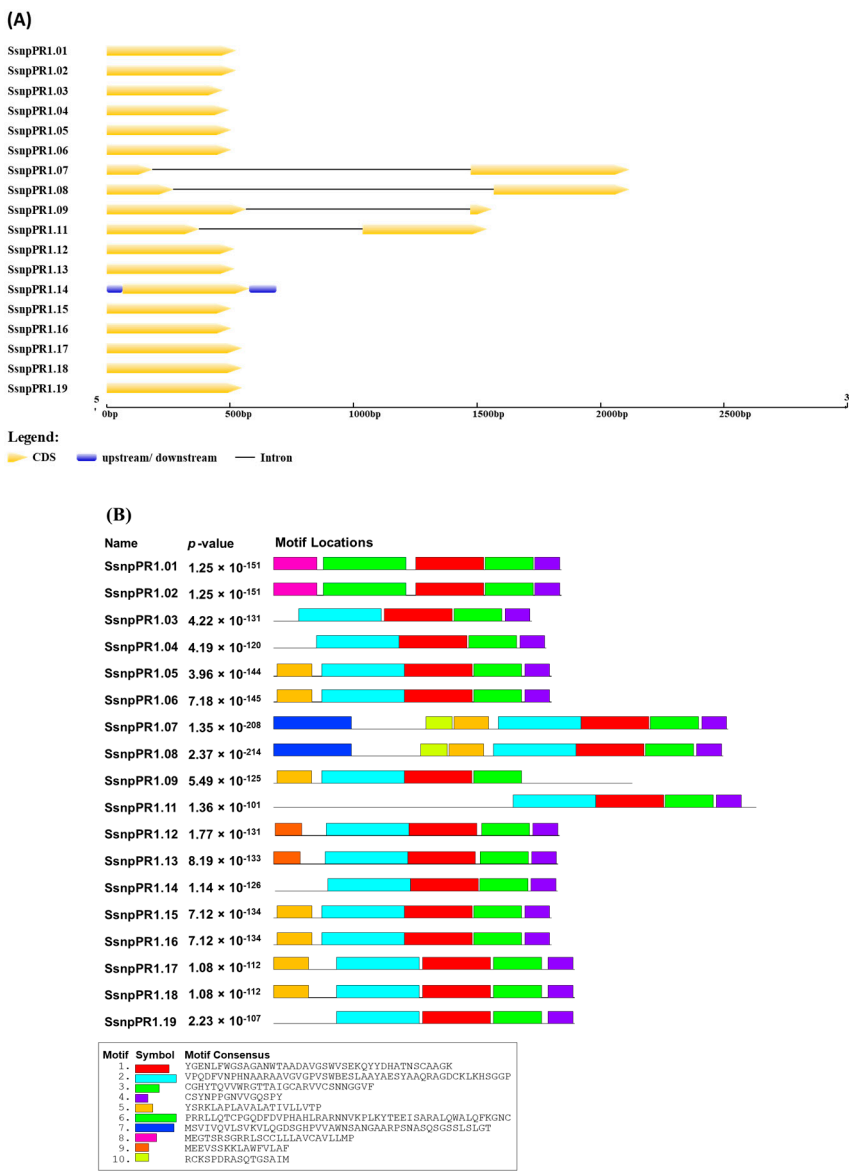 (A)
SsnpPR1.01
SsnpPR1.02
SsnpPR1.03
SsnpPR1.04
SsnpPR1.05
SsnpPR1.06
SsnpPR1.07
SsnpPR1.08
SsnpPR1.09
SsnpPR1.11
SsnpPR1.12
SsnpPR1.13
SsnpPR1.14
SsnpPR1.15
SsnpPR1.16
SsnpPR1.17
SsnpPR1.18
SsnpPR1.19
5 3
- 0bp 500bp 1000bp 1500bp 2000bp 2500bp
Legend:
CDS upstream/ downstream Intron
(B)
Name p-value Motif Locations
SsnpPR1.01 1.25 × 10-151
SsnpPR1.02 1.25 × 10-151
SsnpPR1.03 4.22 × 10-131
SsnpPR1.04 4.19 × 10-120
SsnpPR1.05 3.96 × 10-144
SsnpPR1.06 7.18 × 10-145
SsnpPR1.07 1.35 × 10-208
SsnpPR1.08 2.37 × 10-214
SsnpPR1.09 5.49 × 10-125
SsnpPR1.11 1.36 × 10-101
SsnpPR1.12 1.77 × 10-131
SsnpPR1.13 8.19 × 10-133
SsnpPR1.14 1.14 × 10-126
SsnpPR1.15 7.12 × 10-134
SsnpPR1.16 7.12 × 10-134
SsnpPR1.17 1.08 × 10-112
SsnpPR1.18 1.08 × 10-112
SsnpPR1.19 2.23 × 10-107
Motif Symbol Motif Consensus
1. YGENLFWGSAGANWTAADAVGSWVSEKQYYDHATNSCAAGK
2. VPQDFVNPHNAARAAVGVGPVSWBESLAAYAESYAAQRAGDCKLKHSGGP
3. CGHYTQVVWRGTTAIGCARVVCSNNGGVF
4. CSYNPPGNVVGQSPY
5. YSRKLAPLAVALATIVLLVTP
6. PRRLLQTCPGQDFDVPHAHLRARNNVKPLKYTEEISARALQWALQFKGNC
7. MSVIVQVLSVKVLQGDSGHPVVAWNSANGAARPSNASQSGSSLSLGT
8. MEGTSRSGRRLSCCLLLAVCAVLLMP
9. MEEVSSKKLAWFVLAF
10. RCKSPDRASQTGSAIM